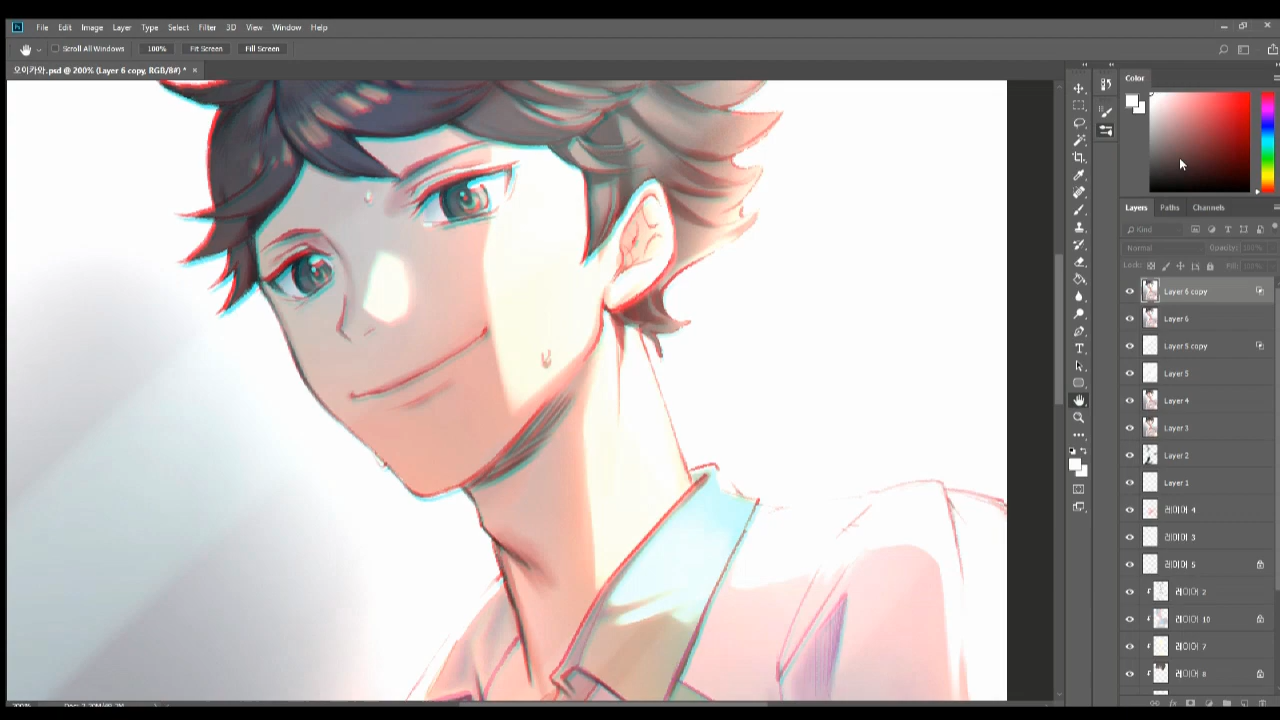 Ps File Edit Image Layer Type Select Filter 3D View Window Help
Scroll All Windows 100% Fit Screen Fill Screen
오이카와.psd @ 200% (Layer 6 copy, RGB/8#) * ×
Color
Layers Paths Channels
Kind
Normal Opacity: 100%
Lock: Fill: 100%
Layer 6 copy
Layer 6
Layer 5 copy
Layer 5
Layer 4
Layer 3
Layer 2
Layer 1
레이어 4
레이어 3
레이어 5
레이어 2
레이어 10
레이어 7
레이어 8